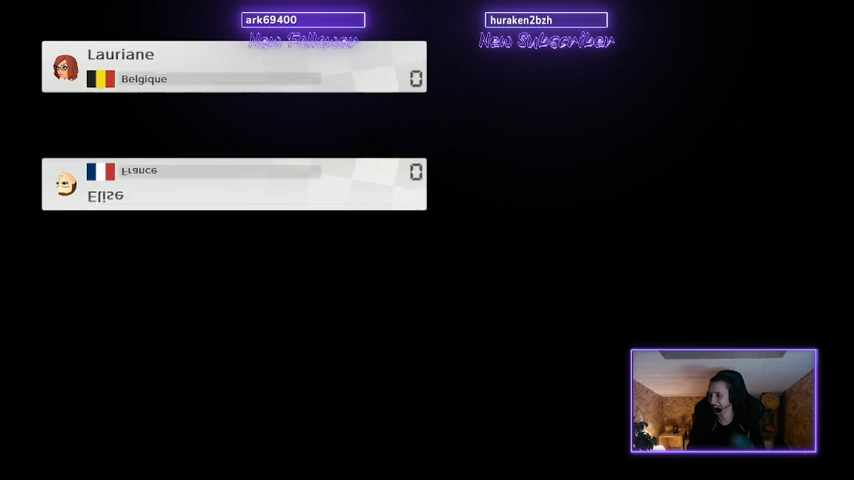 ark69400
huraken2bzh
New Follower
New Subscriber
Lauriane
Belgique
0
France
0
Elise